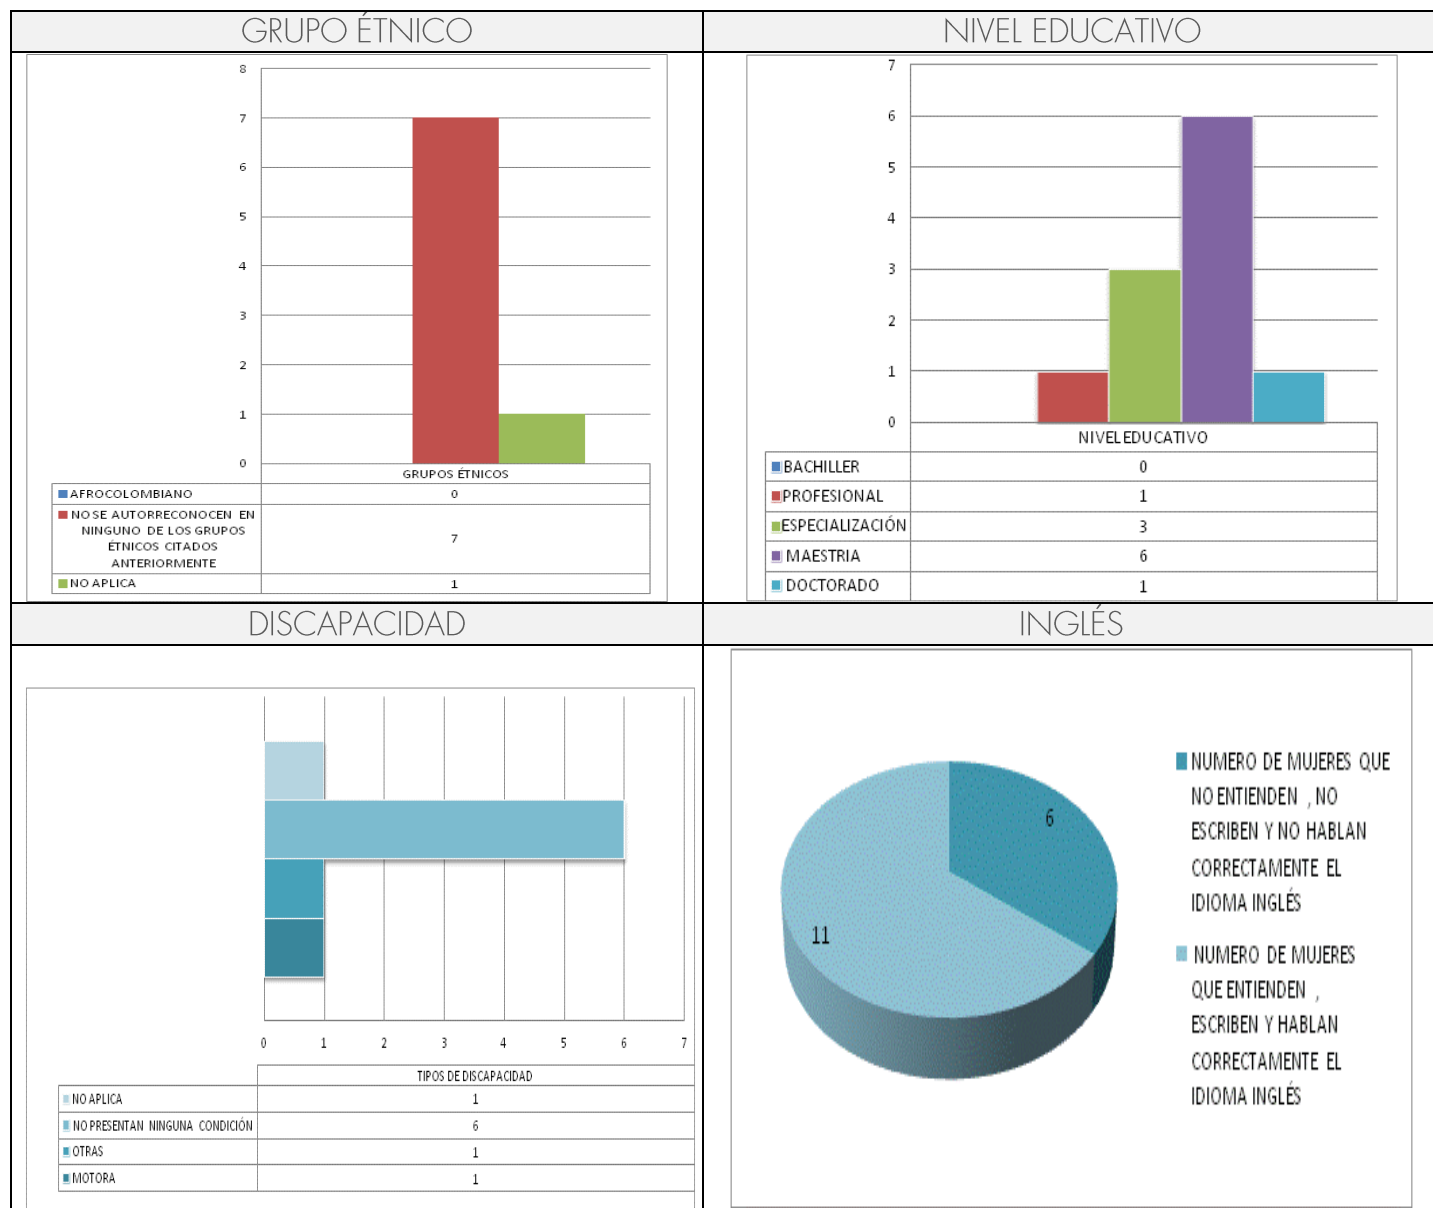 GRUPO ÉTNICO
NIVEL EDUCATIVO
8
7
6
5
4
3
2
1
0
GRUPOS ÉTNICOS
AFROCOLOMBIANO 0
NO SE AUTORRECONOCEN EN
NINGUNO DE LOS GRUPOS
ÉTNICOS CITADOS
ANTERIORMENTE
7
NO APLICA 1
7
6
5
4
3
2
1
0
NIVEL EDUCATIVO
BACHILLER 0
PROFESIONAL 1
ESPECIALIZACIÓN 3
MAESTRIA 6
DOCTORADO 1
DISCAPACIDAD
INGLÉS
0 1 2 3 4 5 6 7
TIPOS DE DISCAPACIDAD
NO APLICA 1
NO PRESENTAN NINGUNA CONDICIÓN 6
OTRAS 1
MOTORA 1
6
11
NUMERO DE MUJERES QUE
NO ENTIENDEN , NO
ESCRIBEN Y NO HABLAN
CORRECTAMENTE EL
IDIOMA INGLÉS
NUMERO DE MUJERES
QUE ENTIENDEN ,
ESCRIBEN Y HABLAN
CORRECTAMENTE EL
IDIOMA INGLÉS